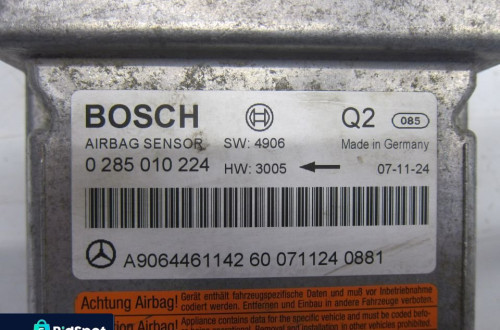 BOSCH Q2 085
AIRBAG SENSOR SW: 4906 Made in Germany
0 285 010 224 HW: 3005 07-11-24
A9064461142 60 071124 0881
Achtung Airbag! Gerät enthält fahrzeugspezifische Daten und muß vor Inbetriebnahme
codiert werden. Entfernen und Einbau in andere Fahrzeuge verboten.
Airbag! Appliance contains data for the specific vehicle and must be coded befo-
BigSpot